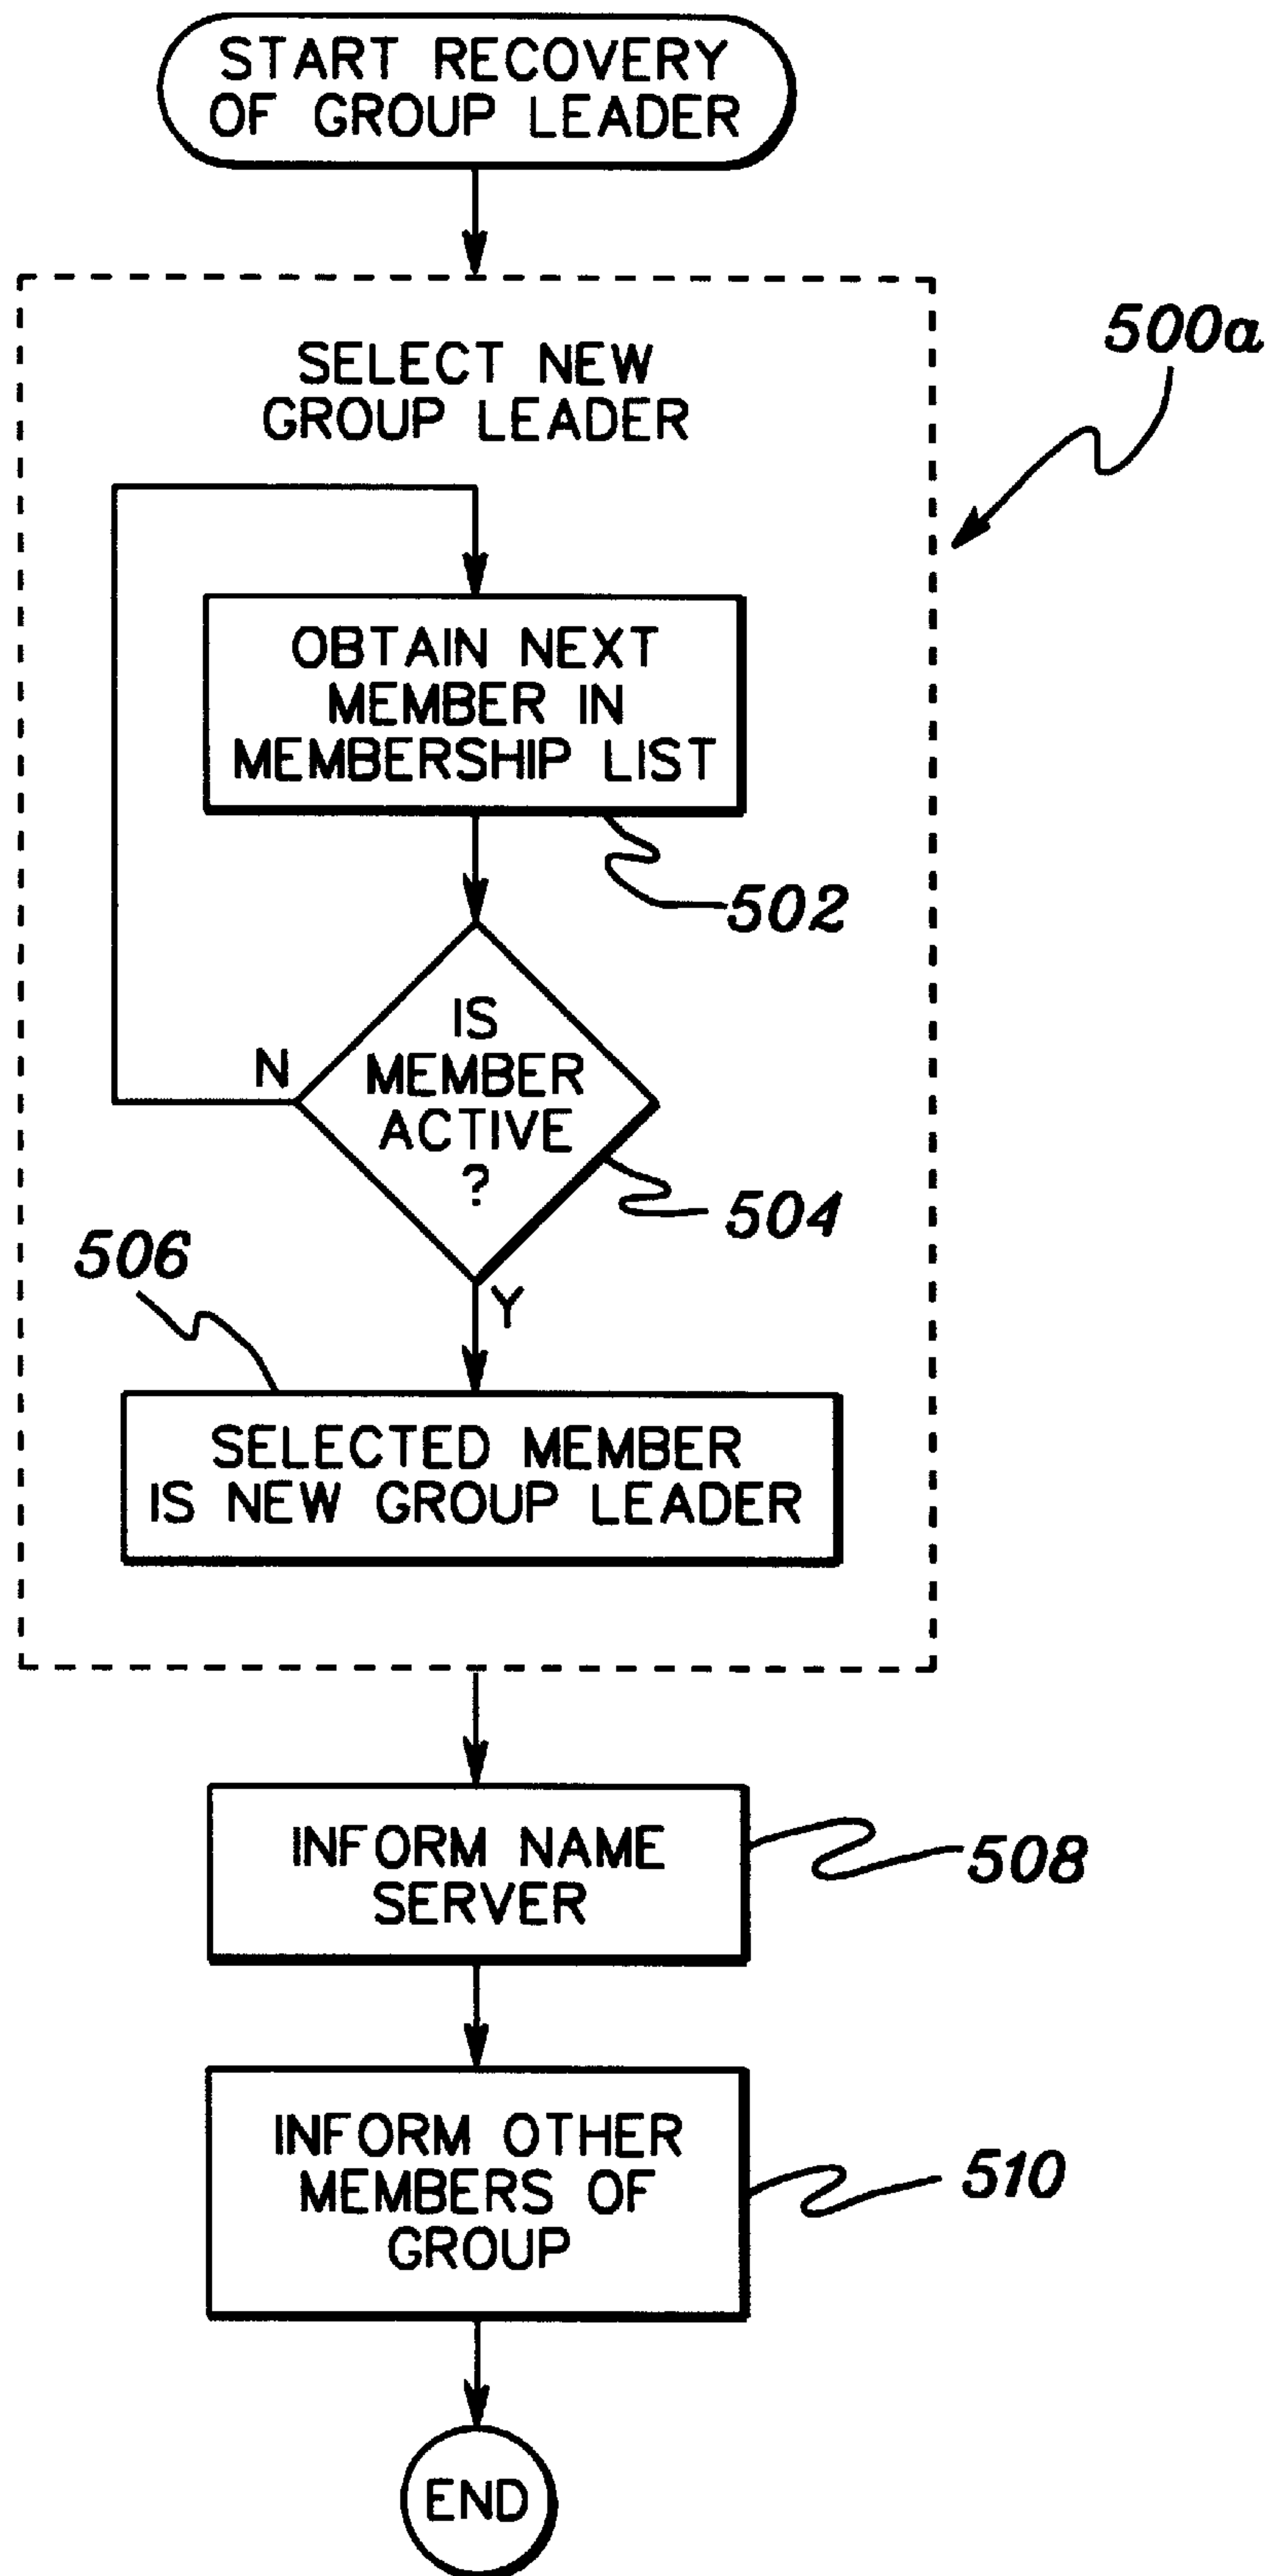 START RECOVERY
OF GROUP LEADER
500a
SELECT NEW
GROUP LEADER
OBTAIN NEXT
MEMBER IN
MEMBERSHIP LIST
502
IS
MEMBER
ACTIVE
?
N
504
506
Y
SELECTED MEMBER
IS NEW GROUP LEADER
INFORM NAME
SERVER
508
INFORM OTHER
MEMBERS OF
GROUP
510
END